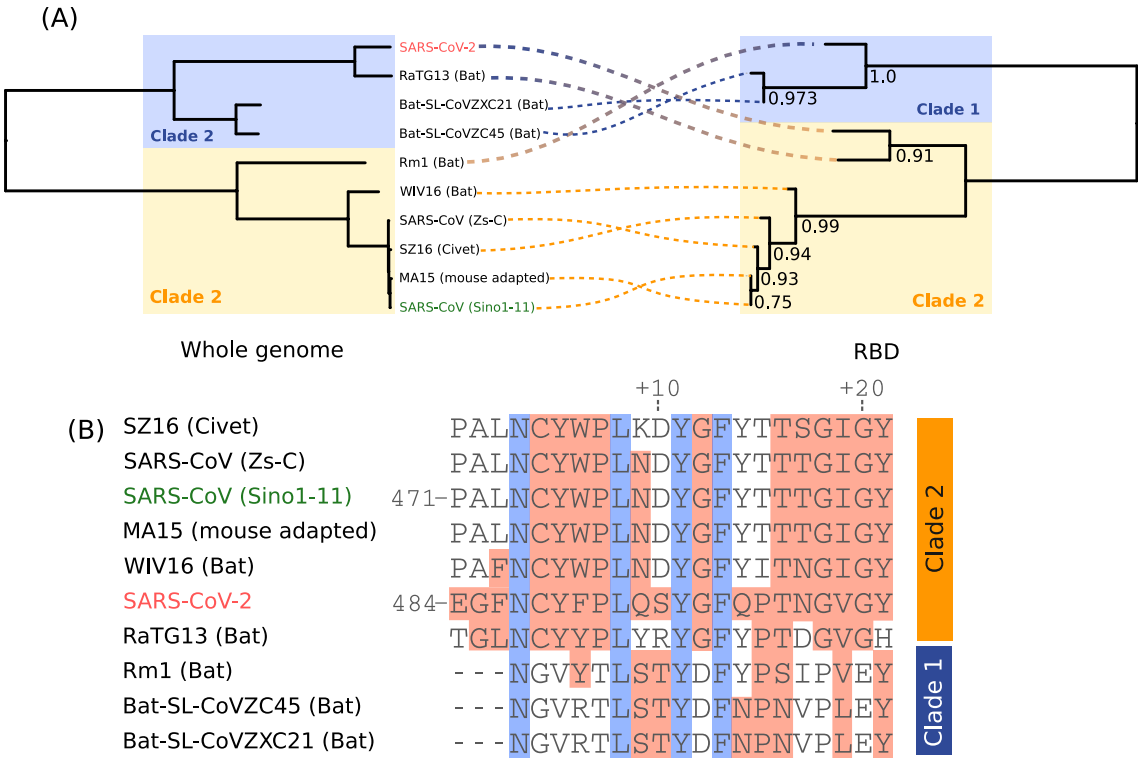 (A)
SARS-CoV-2
RaTG13 (Bat)
Bat-SL-CoVZXC21 (Bat)
Bat-SL-CoVZC45 (Bat)
Rm1 (Bat)
WIV16 (Bat)
SARS-CoV (Zs-C)
SZ16 (Civet)
MA15 (mouse adapted)
SARS-CoV (Sino1-11)
Clade 2
Clade 2
1.0
0.973
Clade 1
0.91
0.99
0.94
0.93
0.75
Clade 2
Whole genome
RBD
+10 +20
(B)
SZ16 (Civet) PALNCYWPLKDYGFYTTSGIGY
SARS-CoV (Zs-C) PALNCYWPLNDYGFYTTTGIGY
SARS-CoV (Sino1-11) 471 PALNCYWPLNDYGFYTTTGIGY
MA15 (mouse adapted) PALNCYWPLNDYGFYTTTGIGY
WIV16 (Bat) PAFNCYWPLNDYGFYITNGIGY
SARS-CoV-2 484 EGFNCYFPLQSYGFQPTNGVGY
RaTG13 (Bat) TGLNCYYPLYRYGFYPTDGVGH
Rm1 (Bat) ---NGVYTLSTYDFYPSIPVEY
Bat-SL-CoVZC45 (Bat) ---NGVRTLSTYDFNPNVPLEY
Bat-SL-CoVZXC21 (Bat) ---NGVRTLSTYDFNPNVPLEY
Clade 2
Clade 1